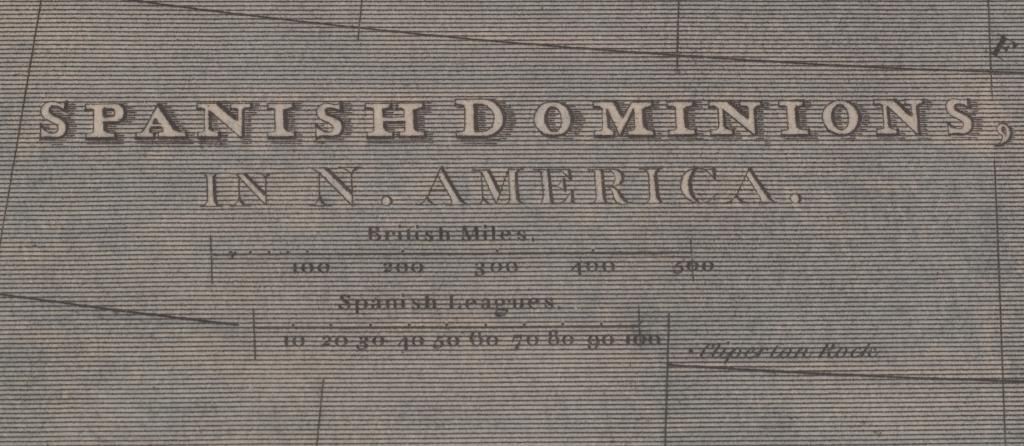 F
SPANISH DOMINIONS,
IN N. AMERICA.
British Miles.
100 200 300 400 500
Spanish Leagues.
10 20 30 40 50 60 70 80 90 100
Cliperton Rock